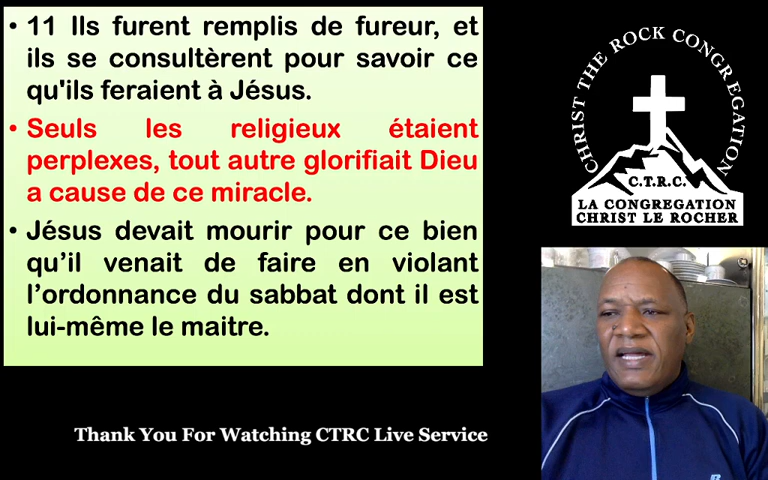 • 11 Ils furent remplis de fureur, et
ils se consultèrent pour savoir ce
qu'ils feraient à Jésus.
• Seuls les religieux étaient
perplexes, tout autre glorifiait Dieu
a cause de ce miracle.
• Jésus devait mourir pour ce bien
qu’il venait de faire en violant
l’ordonnance du sabbat dont il est
lui-même le maitre.
CHRIST THE ROCK CONGREGATION
C.T.R.C.
LA CONGREGATION
CHRIST LE ROCHER
Thank You For Watching CTRC Live Service